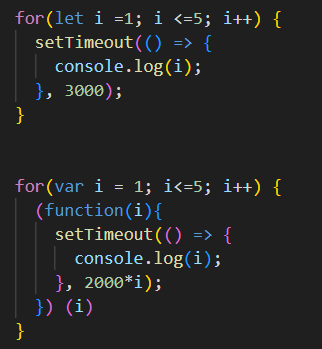 for(let i =1; i <=5; i++) {
  setTimeout(() => {
    console.log(i);
  }, 3000);
}

for(var i = 1; i<=5; i++) {
  (function(i){
    setTimeout(() => {
      console.log(i);
    }, 2000*i);
  }) (i)
}